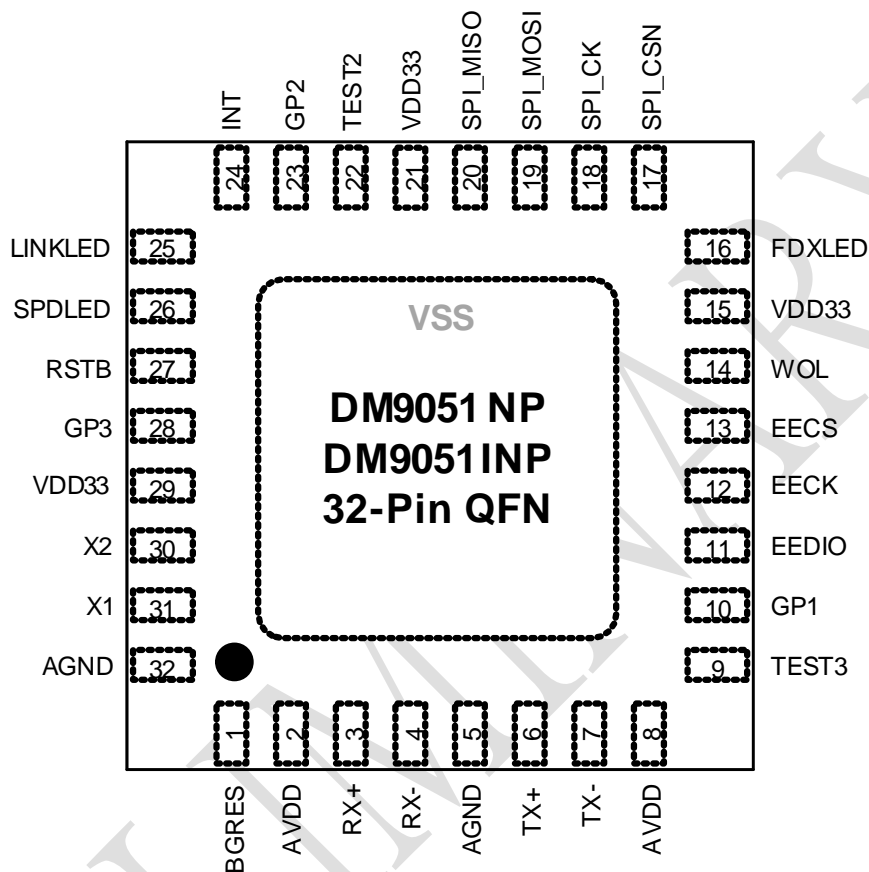 INT
GP2
TEST2
VDD33
SPI_MISO
SPI_MOSI
SPI_CK
SPI_CSN
24
23
22
21
20
19
18
17
LINKLED 25
16 FDXLED
SPDLED 26
15 VDD33
RSTB 27
14 WOL
GP3 28
13 EECS
VDD33 29
12 EECK
X2 30
11 EEDIO
X1 31
10 GP1
AGND 32
9 TEST3
VSS
DM9051NP
DM9051INP
32-Pin QFN
1
2
3
4
5
6
7
8
BGRES
AVDD
RX+
RX-
AGND
TX+
TX-
AVDD